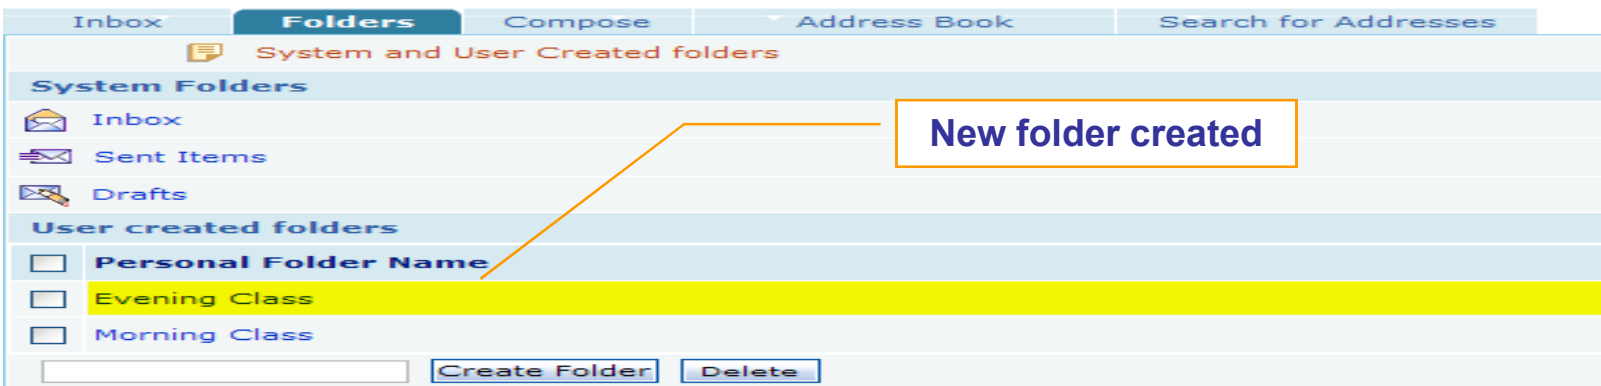 Inbox Folders Compose Address Book Search for Addresses
System and User Created folders
System Folders
Inbox
New folder created
Sent Items
Drafts
User created folders
Personal Folder Name
Evening Class
Morning Class
Create Folder Delete